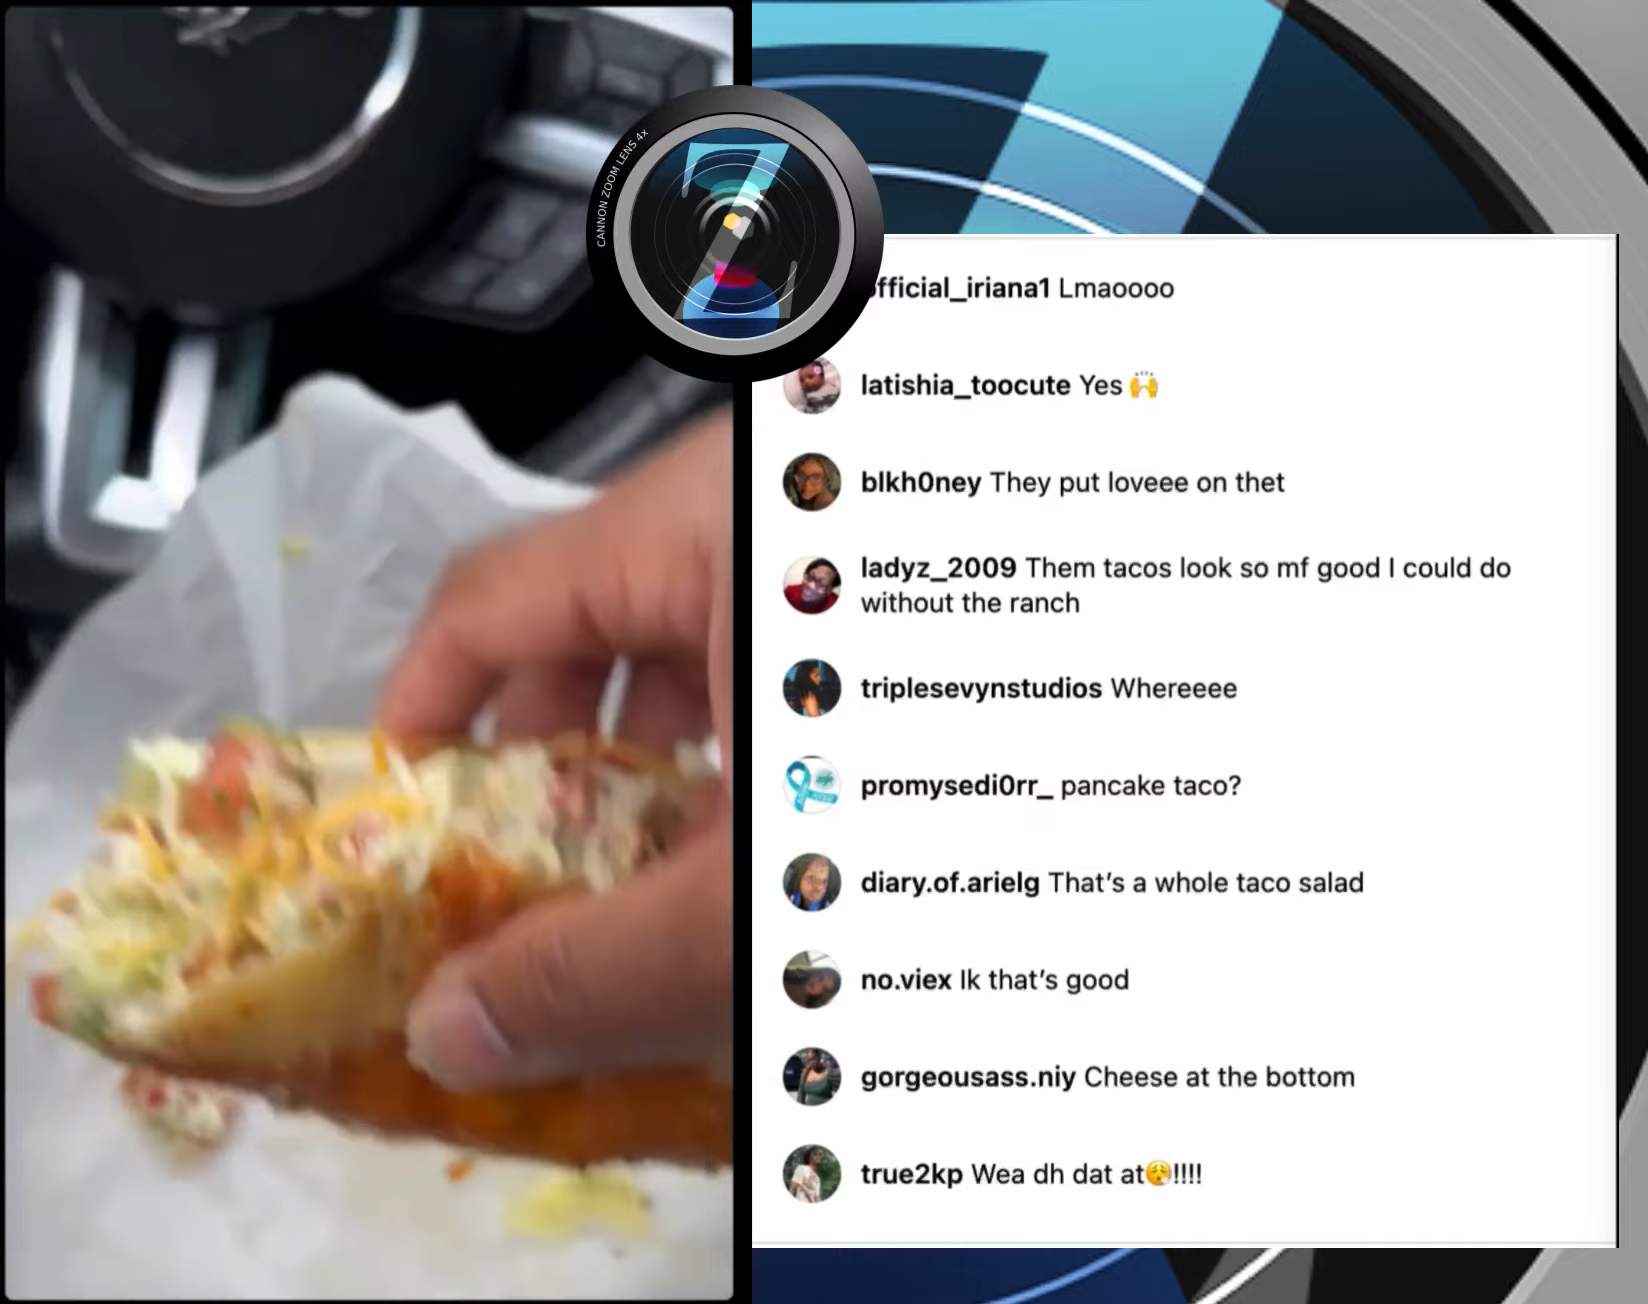 CANNON ZOOM LENS 4x
official_iriana1 Lmaoooo
latishia_toocute Yes 🙌
blkh0ney They put loveee on thet
ladyz_2009 Them tacos look so mf good I could do
without the ranch
triplesevynstudios Whereeee
promysedi0rr_ pancake taco?
diary.of.arielg That's a whole taco salad
no.viex Ik that's good
gorgeousass.niy Cheese at the bottom
true2kp Wea dh dat at😮‍💨!!!!